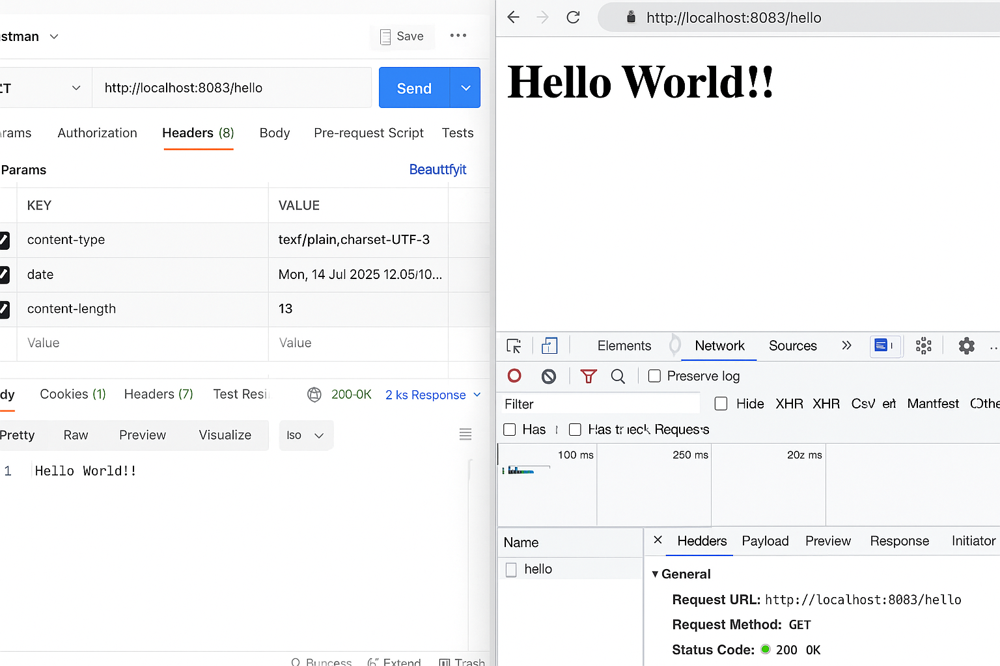 stman
Save
http://localhost:8083/hello
Send
rams Authorization Headers (8) Body Pre-request Script Tests
Params
Beauttfyit
KEY VALUE
content-type texf/plain,charset-UTF-3
date Mon, 14 Jul 2025 12.05/10...
content-length 13
Value Value
dy Cookies (1) Headers (7) Test Resi 200-0K 2 ks Response
Pretty Raw Preview Visualize Iso
1 Hello World!!
Buncess Extend Trash
http://localhost:8083/hello
Hello World!!
Elements Network Sources
Preserve log
Filter
Hide XHR XHR Mantfest Othe
Has Requests
100 ms 250 ms 20z ms
Name
hello
Hedders Payload Preview Response Initiator
General
Request URL: http://localhost:8083/hello
Request Method: GET
Status Code: 200 OK